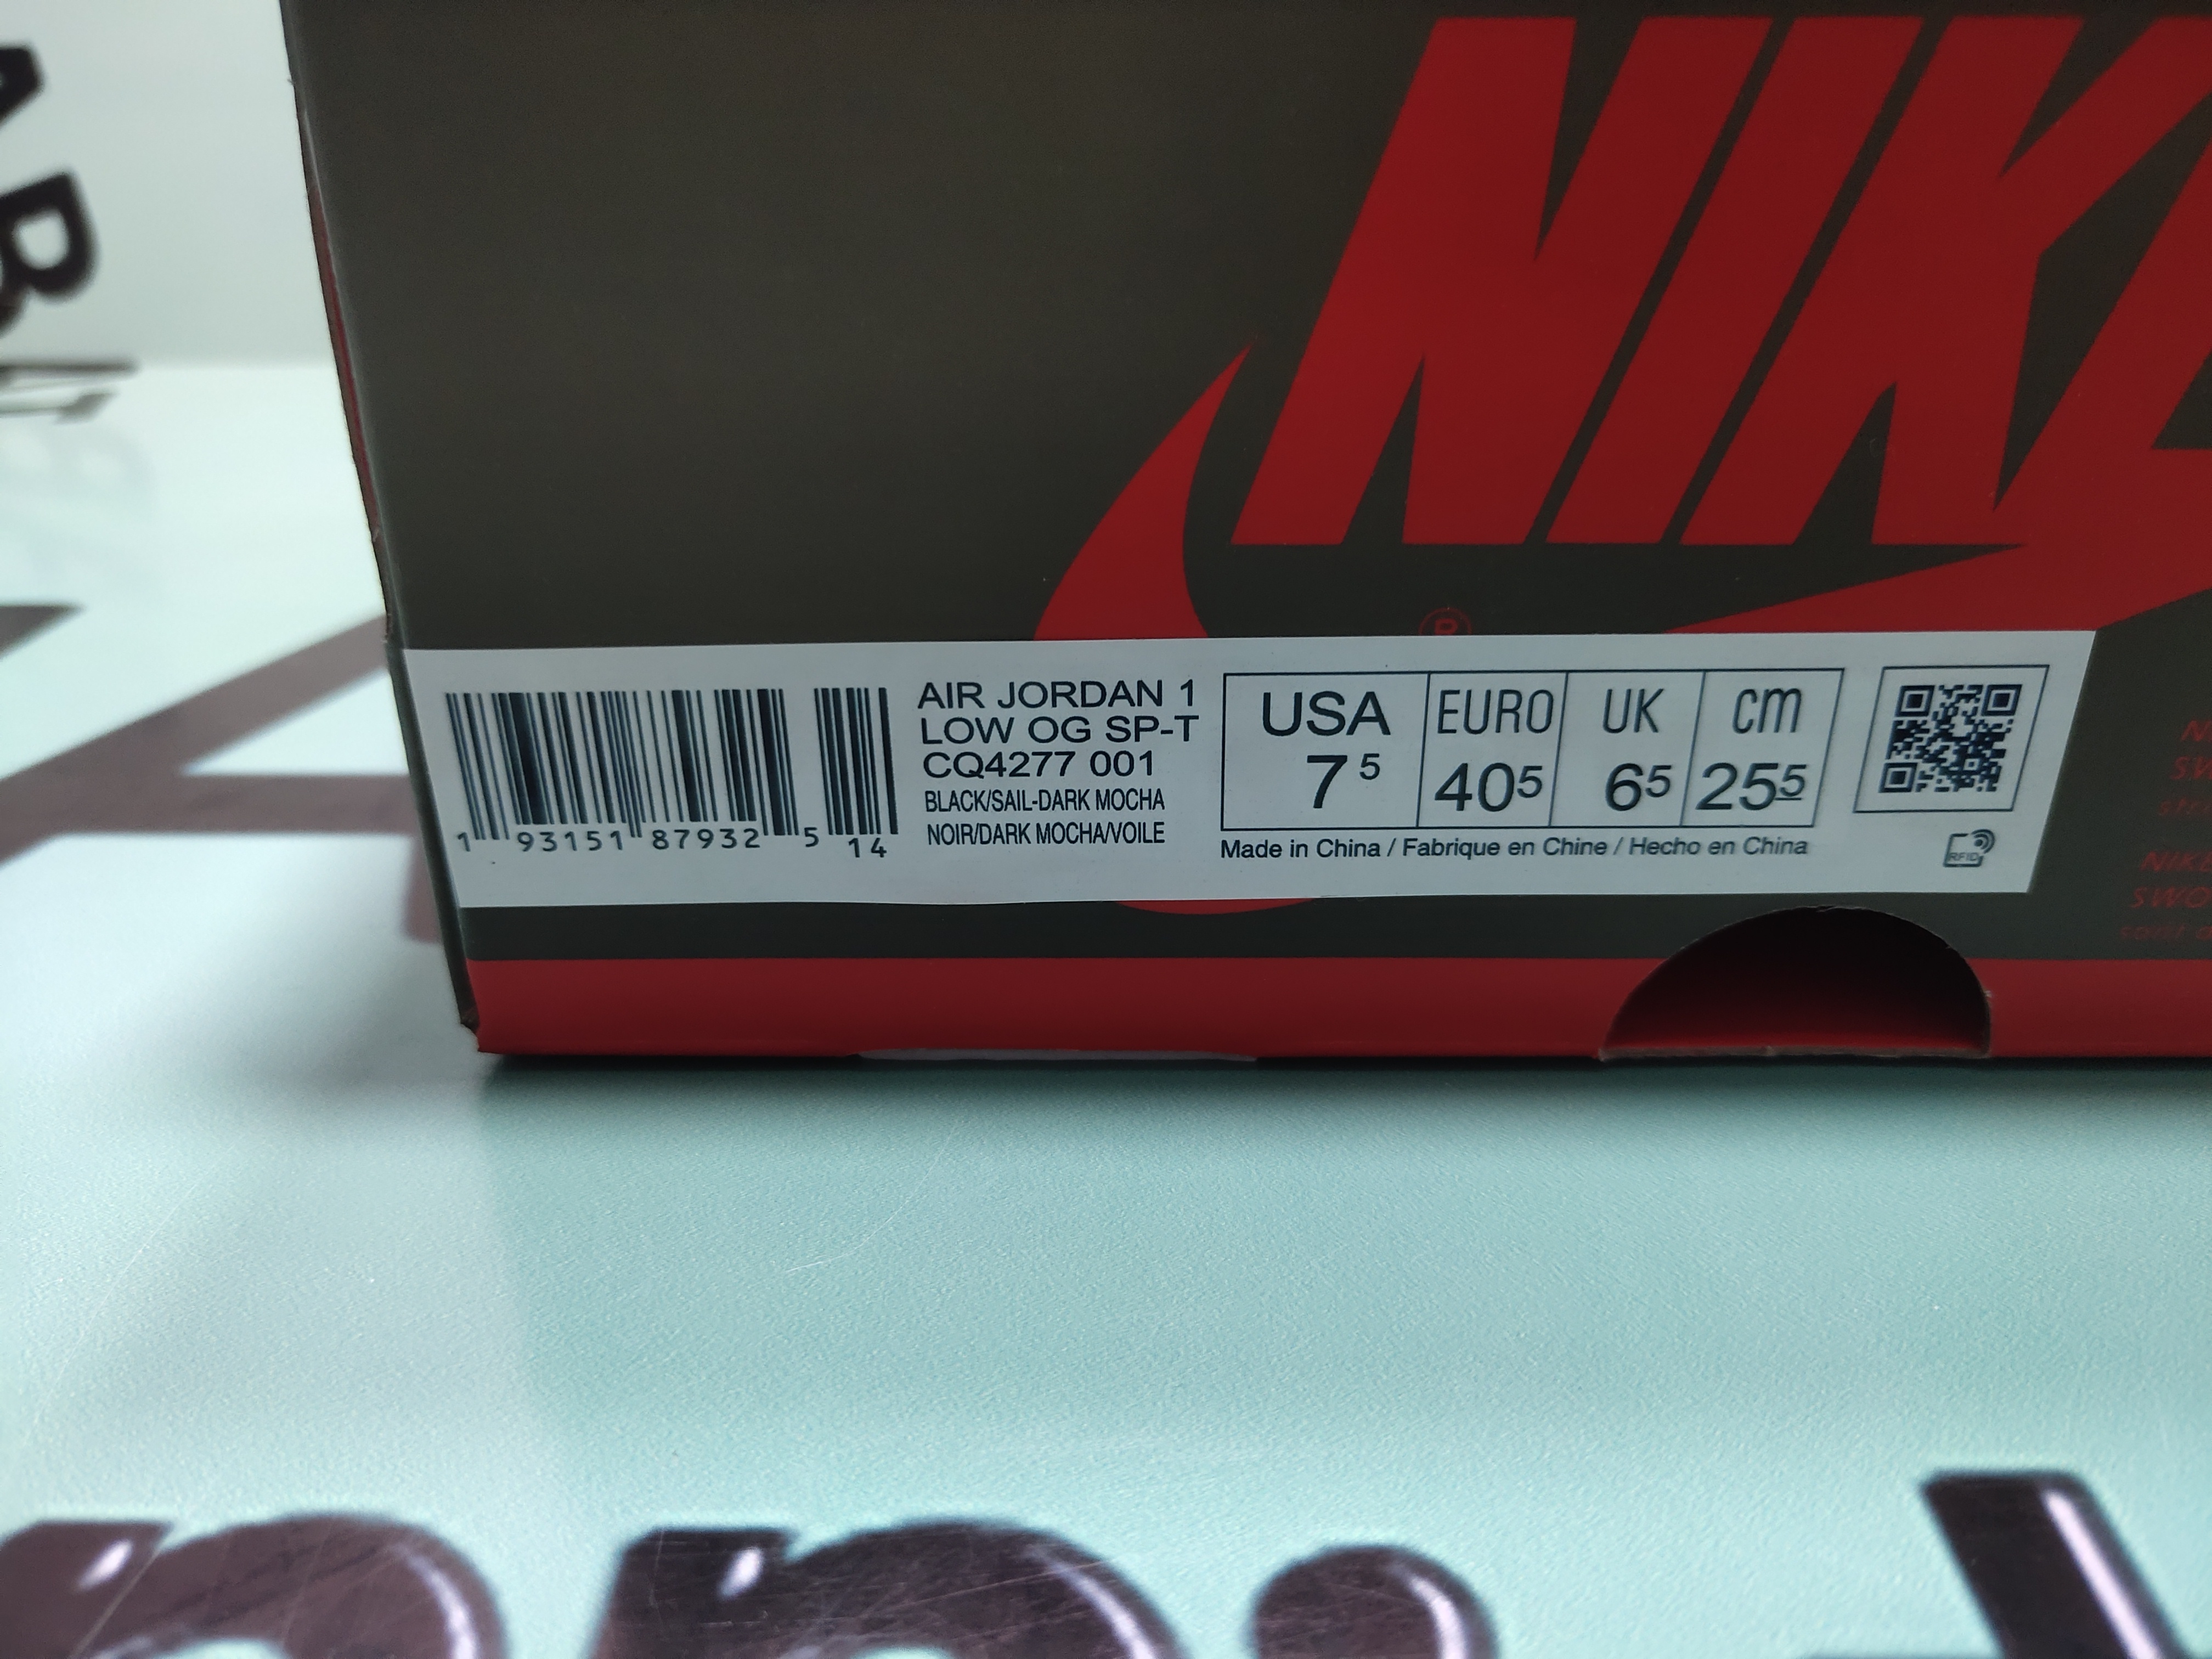 NIKE
®
AIR JORDAN 1
LOW OG SP-T
CQ4277 001
BLACK/SAIL-DARK MOCHA
NOIR/DARK MOCHA/VOILE
1 93151 87932 5 14
USA EURO UK cm
7 5 40 5 6 5 25 5
Made in China / Fabrique en Chine / Hecho en China
RFID